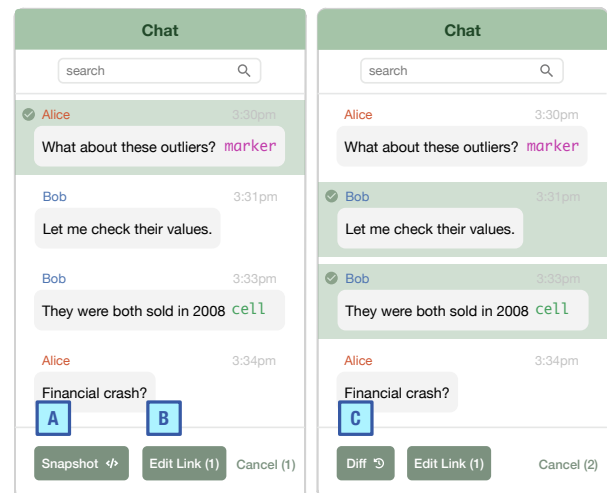 Chat
search
Alice 3:30pm
What about these outliers? marker
Bob 3:31pm
Let me check their values.
Bob 3:33pm
They were both sold in 2008 cell
Alice 3:34pm
Financial crash?
A B
Snapshot </> Edit Link (1) Cancel (1)
Chat
search
Alice 3:30pm
What about these outliers? marker
Bob 3:31pm
Let me check their values.
Bob 3:33pm
They were both sold in 2008 cell
Alice 3:34pm
Financial crash?
C
Diff Edit Link (1) Cancel (2)